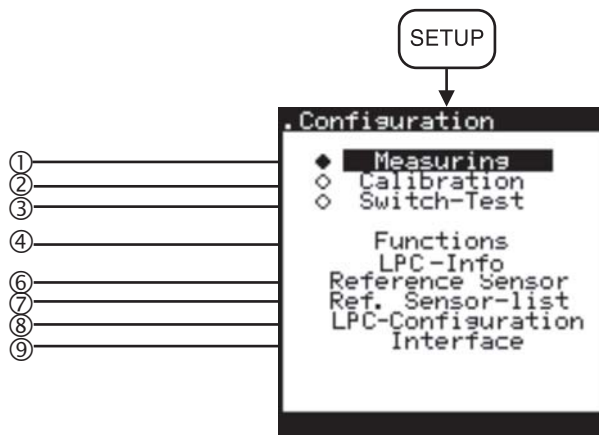 SETUP
.Configuration
① ◆ Measuring
② ◇ Calibration
③ ◇ Switch-Test
④ Functions
LPC-Info
⑥ Reference Sensor
⑦ Ref. Sensor-list
⑧ LPC-Configuration
⑨ Interface